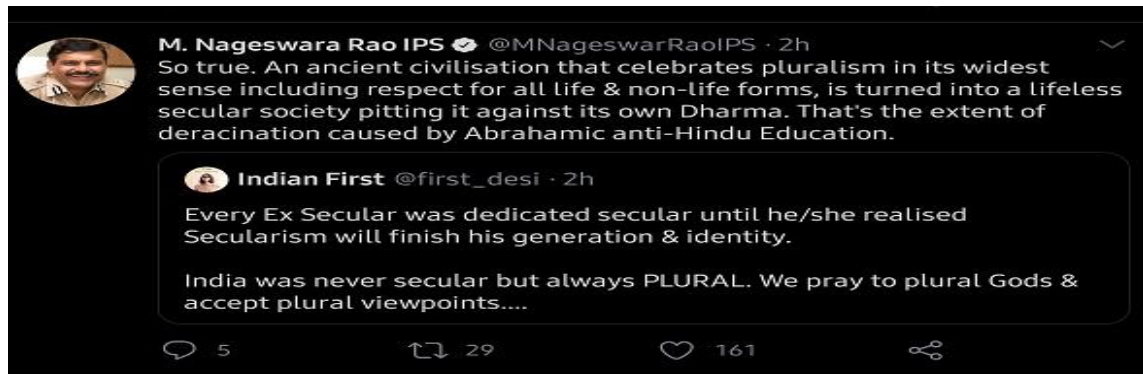 M. Nageswara Rao IPS @MNageswarRaoIPS · 2h
So true. An ancient civilisation that celebrates pluralism in its widest
sense including respect for all life & non-life forms, is turned into a lifeless
secular society pitting it against its own Dharma. That's the extent of
deracination caused by Abrahamic anti-Hindu Education.
Indian First @first_desi · 2h
Every Ex Secular was dedicated secular until he/she realised
Secularism will finish his generation & identity.
India was never secular but always PLURAL. We pray to plural Gods &
accept plural viewpoints....
5 29 161